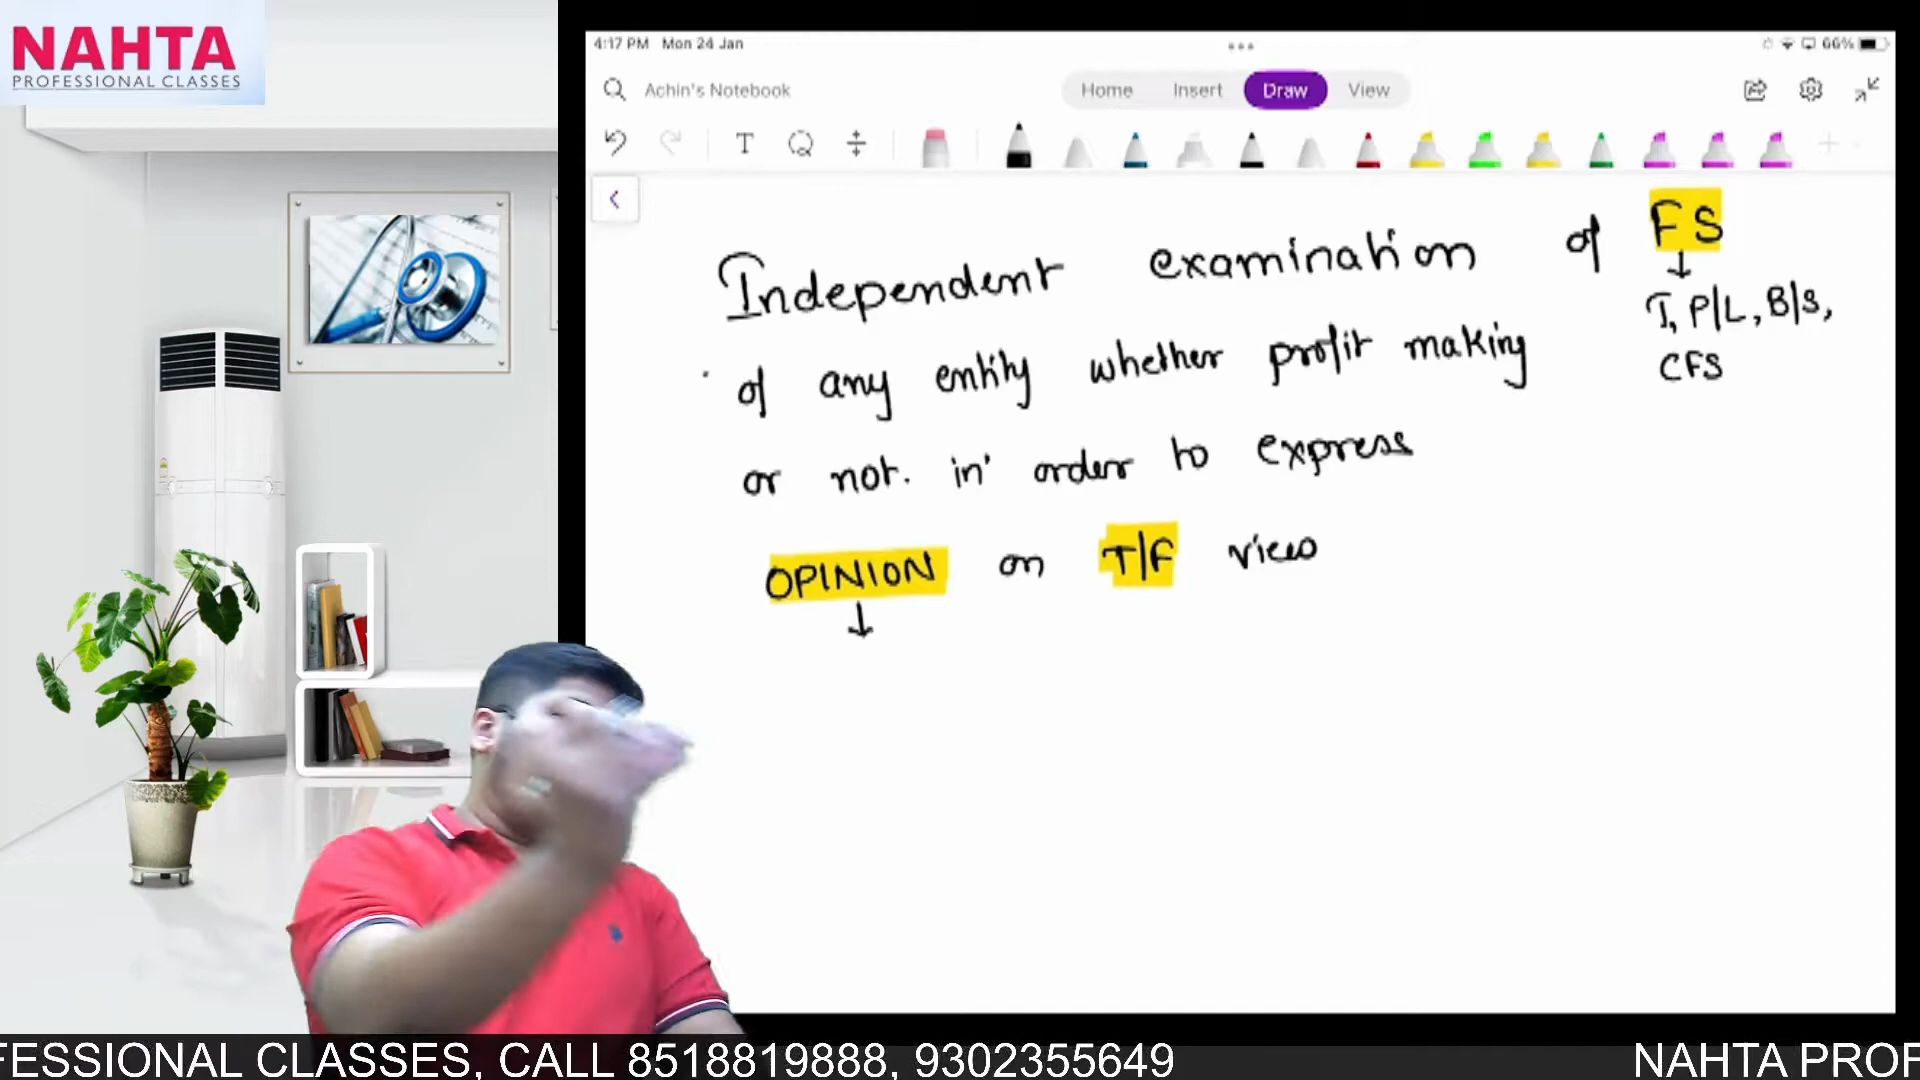 NAHTA
PROFESSIONAL CLASSES
4:17 PM Mon 24 Jan
66%
Achin's Notebook
Home Insert Draw View
T
Independent examination of FS
T, P/L, B/S,
CFS
of any entity whether profit making
or not. in order to express
OPINION on T/F view
FESSIONAL CLASSES, CALL 8518819888, 9302355649 NAHTA PROF